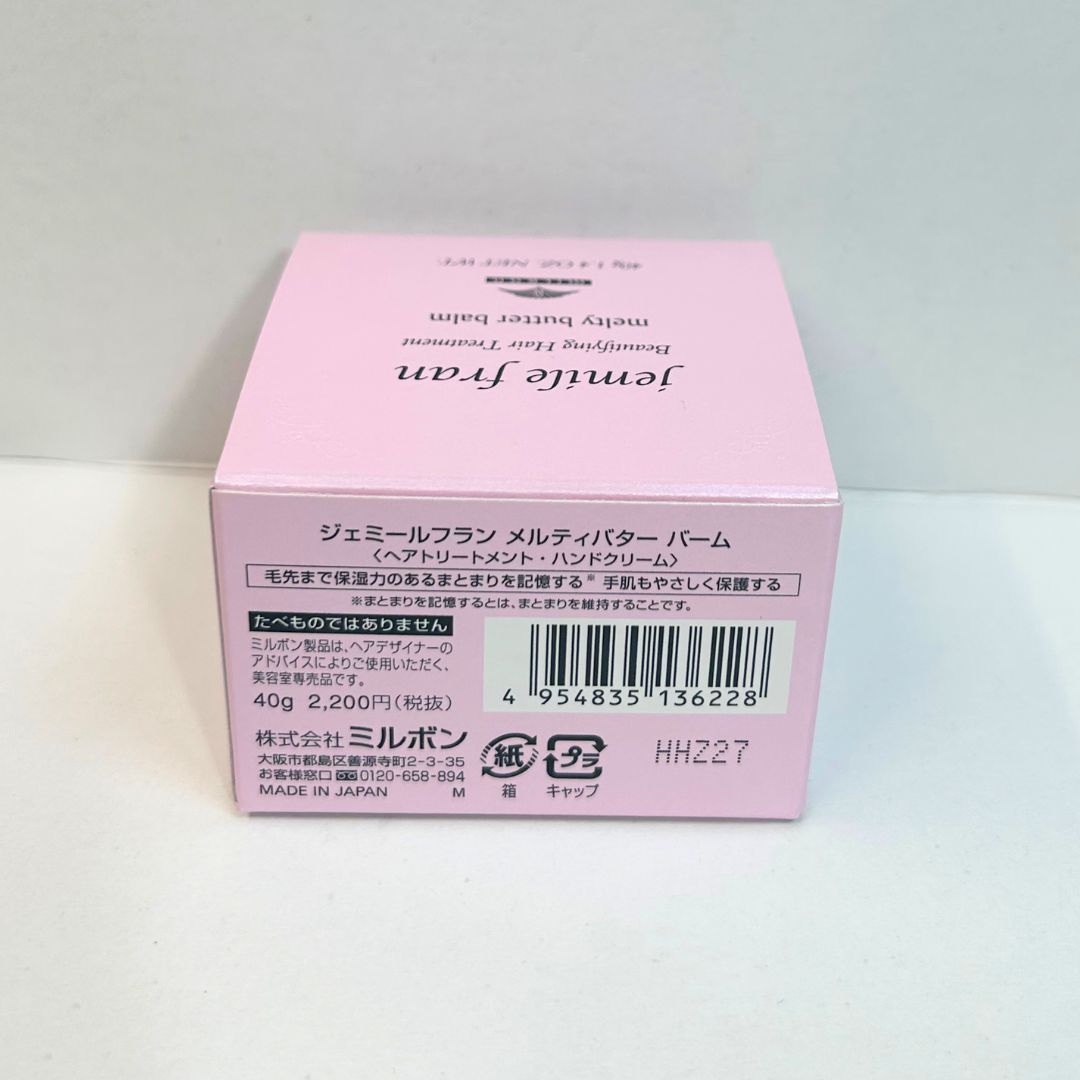 jemile fran
Beautifying Hair Treatment
melty butter balm
40g 1.4 OZ. NET WT.
ジェミールフラン メルティバター バーム
〈ヘアトリートメント・ハンドクリーム〉
毛先まで保湿力のあるまとまりを記憶する※ 手肌もやさしく保護する
※まとまりを記憶するとは、まとまりを維持することです。
たべものではありません
ミルボン製品は、ヘアデザイナーの
アドバイスによりご使用いただく、
美容室専売品です。
40g 2,200円(税抜)
4 954835 136228
株式会社 ミルボン
大阪市都島区善源寺町2-3-35
お客様窓口 0120-658-894
MADE IN JAPAN M
紙
箱
プラ
キャップ
HHZ27